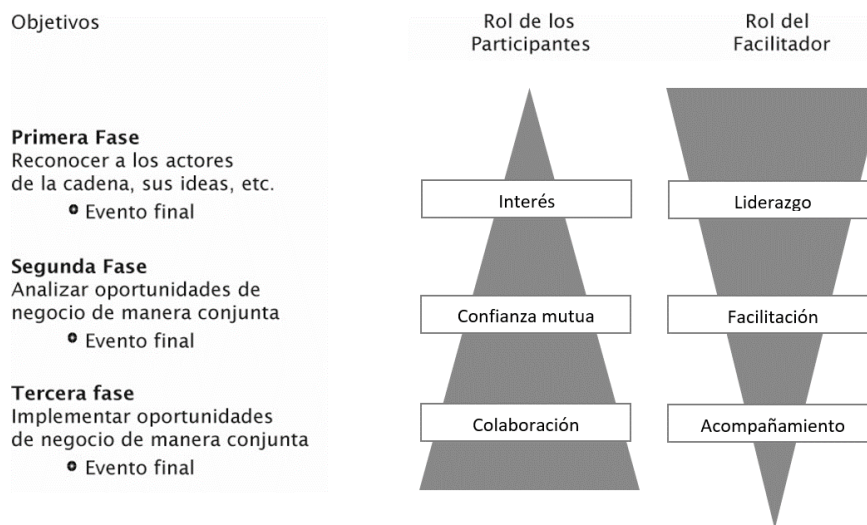 Objetivos
Rol de los
Participantes
Rol del
Facilitador
Primera Fase
Reconocer a los actores
de la cadena, sus ideas, etc.
Evento final
Interés
Liderazgo
Segunda Fase
Analizar oportunidades de
negocio de manera conjunta
Evento final
Confianza mutua
Facilitación
Tercera fase
Implementar oportunidades
de negocio de manera conjunta
Evento final
Colaboración
Acompañamiento